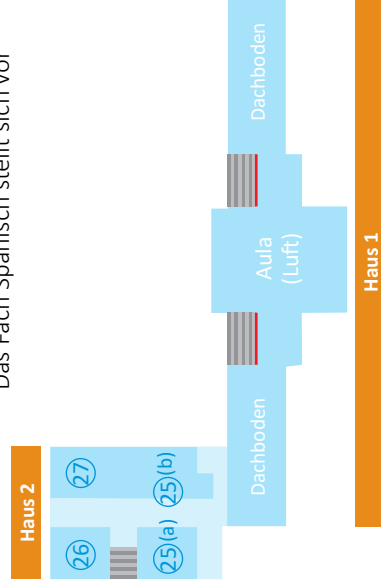 Das Fach Spanisch stellt sich vor
Haus 2
26
27
25 (a)
25 (b)
Dachboden
Aula
(Luft)
Dachboden
Haus 1